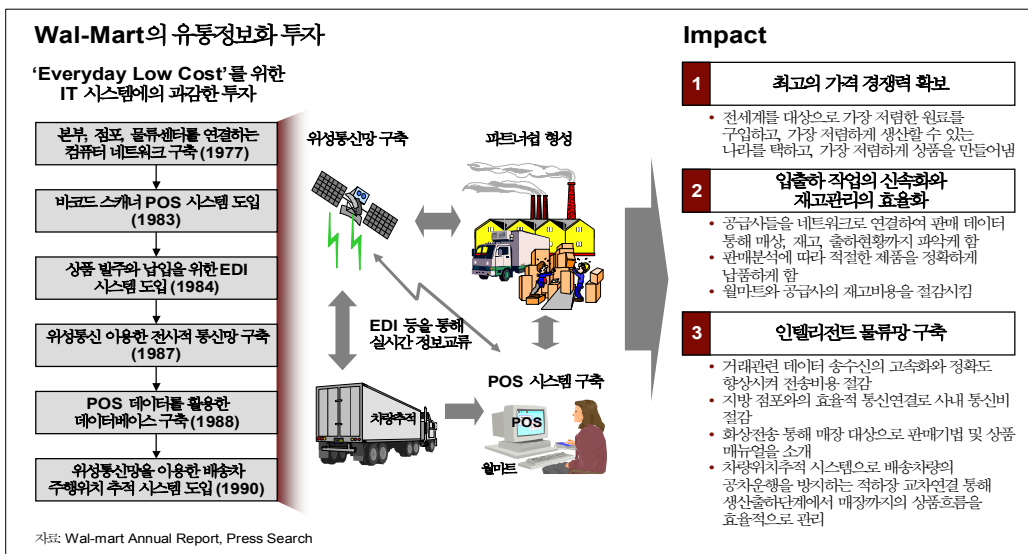 Wal-Mart의 유통정보화 투자
'Everyday Low Cost'를 위한
IT 시스템에의 과감한 투자
본부, 점포, 물류센터를 연결하는
컴퓨터 네트워크 구축 (1977)
바코드 스캐너 POS 시스템 도입
(1983)
상품 발주와 납입을 위한 EDI
시스템 도입 (1984)
위성통신 이용한 전사적 통신망 구축
(1987)
POS 데이터를 활용한
데이터베이스 구축 (1988)
위성통신망을 이용한 배송차
주행위치 추적 시스템 도입 (1990)
위성통신망 구축
파트너쉽 형성
EDI 등을 통해
실시간 정보교류
차량추적
POS 시스템 구축
POS
월마트
Impact
1 최고의 가격 경쟁력 확보
• 전세계를 대상으로 가장 저렴한 원료를
구입하고, 가장 저렴하게 생산할 수 있는
나라를 택하고, 가장 저렴하게 상품을 만들어냄
2 입출하 작업의 신속화와
재고관리의 효율화
• 공급사들을 네트워크로 연결하여 판매 데이터
통해 매상, 재고, 출하현황까지 파악케 함
• 판매분석에 따라 적절한 제품을 정확하게
납품하게 함
• 월마트와 공급사의 재고비용을 절감시킴
3 인텔리전트 물류망 구축
• 거래관련 데이터 송수신의 고속화와 정확도
향상시켜 전송비용 절감
• 지방 점포와의 효율적 통신연결로 사내 통신비
절감
• 화상전송 통해 매장 대상으로 판매기법 및 상품
매뉴얼을 소개
• 차량위치추적 시스템으로 배송차량의
공차운행을 방지하는 적하장 교차연결 통해
생산출하단계에서 매장까지의 상품흐름을
효율적으로 관리
자료: Wal-mart Annual Report, Press Search